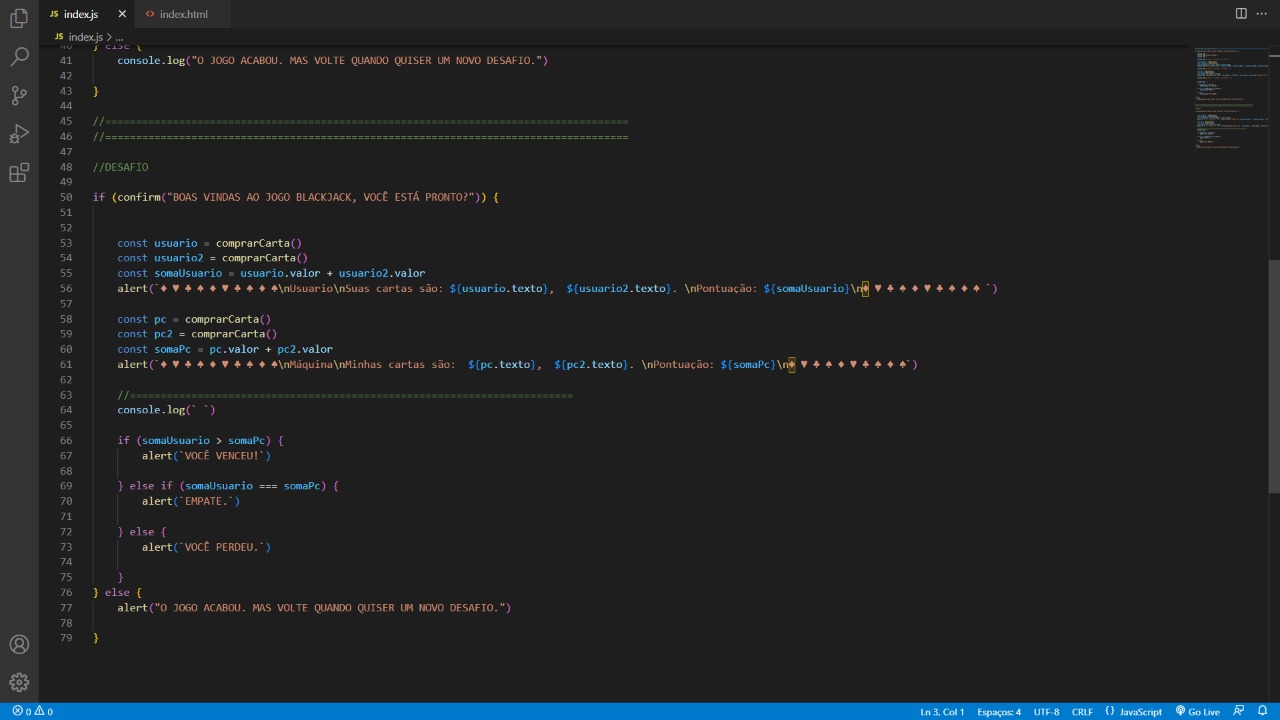 JS index.js
<> index.html
JS index.js > ...
40 } else {
41 console.log("O JOGO ACABOU. MAS VOLTE QUANDO QUISER UM NOVO DESAFIO.")
42
43 }
44
45 //=====================================================================================
46 //=====================================================================================
47
48 //DESAFIO
49
50 if (confirm("BOAS VINDAS AO JOGO BLACKJACK, VOCÊ ESTÁ PRONTO?")) {
51
52
53 const usuario = comprarCarta()
54 const usuario2 = comprarCarta()
55 const somaUsuario = usuario.valor + usuario2.valor
56 alert(`♦ ♥ ♣ ♠ ♦ ♥ ♣ ♠ ♦ ♠\nUsuario\nSuas cartas são: ${usuario.texto},  ${usuario2.texto}. \nPontuação: ${somaUsuario}\n♦ ♥ ♣ ♠ ♦ ♥ ♣ ♠ ♦ ♠ `)
57
58 const pc = comprarCarta()
59 const pc2 = comprarCarta()
60 const somaPc = pc.valor + pc2.valor
61 alert(`♦ ♥ ♣ ♠ ♦ ♥ ♣ ♠ ♦ ♠\nMáquina\nMinhas cartas são:  ${pc.texto},  ${pc2.texto}. \nPontuação: ${somaPc}\n♦ ♥ ♣ ♠ ♦ ♥ ♣ ♠ ♦ ♠`)
62
63 //========================================================================
64 console.log(` `)
65
66 if (somaUsuario > somaPc) {
67 alert(`VOCÊ VENCEU!`)
68
69 } else if (somaUsuario === somaPc) {
70 alert(`EMPATE.`)
71
72 } else {
73 alert(`VOCÊ PERDEU.`)
74
75 }
76 } else {
77 alert("O JOGO ACABOU. MAS VOLTE QUANDO QUISER UM NOVO DESAFIO.")
78
79 }
0 0 Ln 3, Col 1 Espaços: 4 UTF-8 CRLF {} JavaScript Go Live